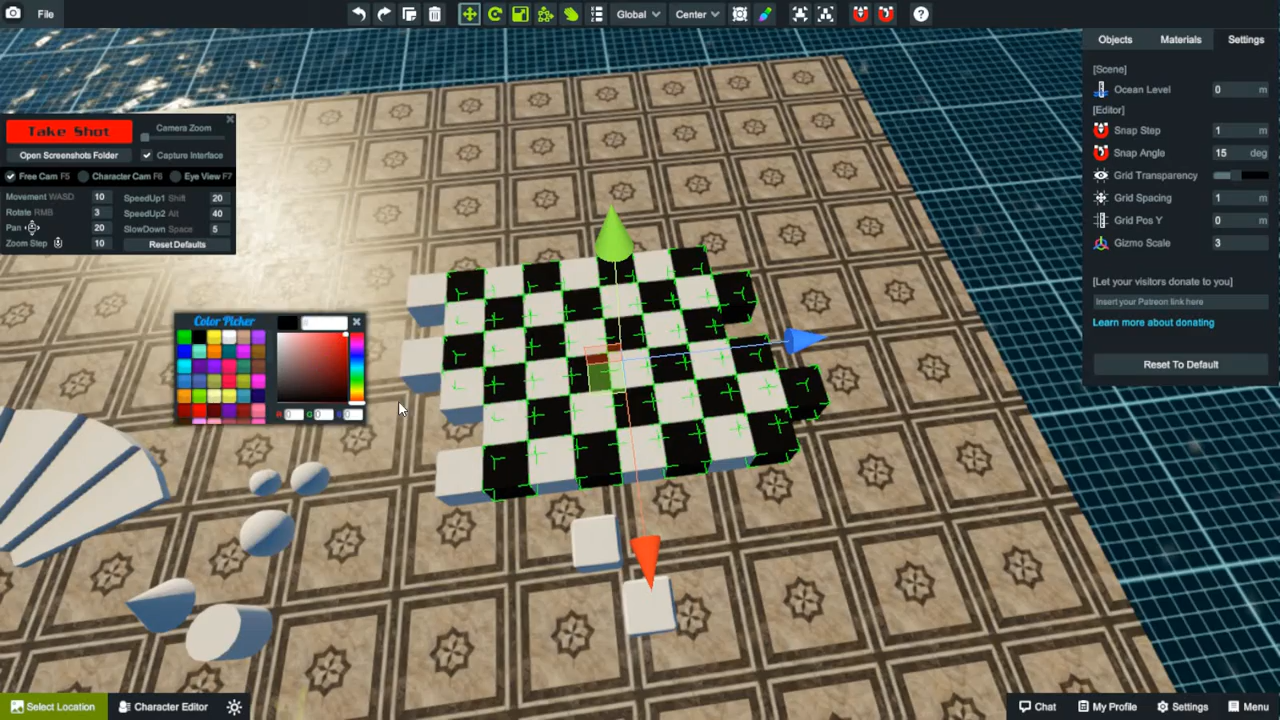 File
Global
Center
Objects
Materials
Settings
[Scene]
Ocean Level 0 m
[Editor]
Snap Step 1 m
Snap Angle 15 deg
Grid Transparency
Grid Spacing 1 m
Grid Pos Y 0 m
Gizmo Scale 3
[Let your visitors donate to you]
Insert your Patreon link here
Learn more about donating
Reset To Default
Take Shot
Camera Zoom
Open Screenshots Folder
Capture Interface
Free Cam F5
Character Cam F6
Eye View F7
Movement WASD 10
SpeedUp1 Shift 20
Rotate RMB 3
SpeedUp2 Alt 40
Pan 20
SlowDown Space 5
Zoom Step 10
Reset Defaults
Color Picker
R 0 G 0
Select Location
Character Editor
Chat
My Profile
Settings
Menu